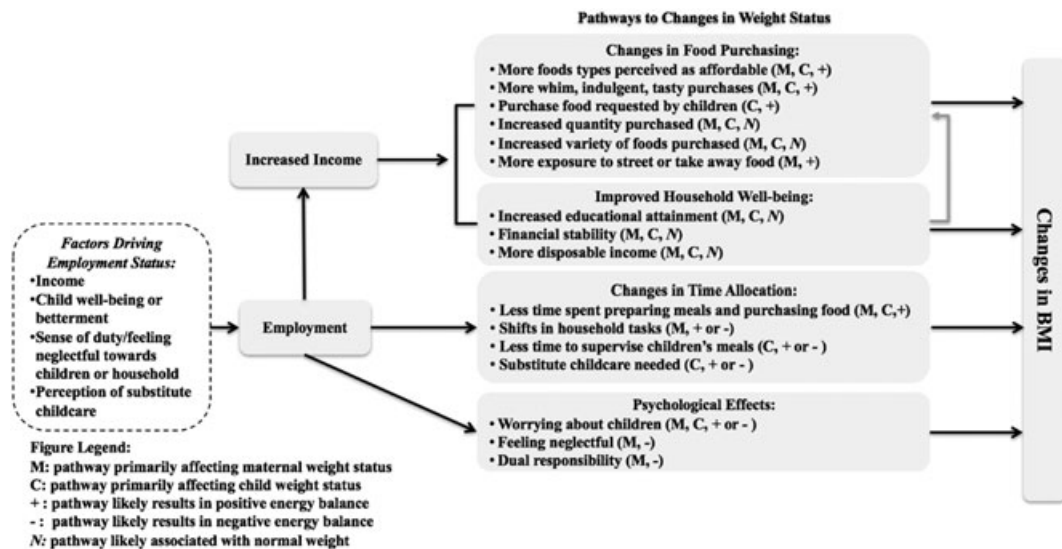 Pathways to Changes in Weight Status
Changes in Food Purchasing:
• More foods types perceived as affordable (M, C, +)
• More whim, indulgent, tasty purchases (M, C, +)
• Purchase food requested by children (C, +)
• Increased quantity purchased (M, C, N)
• Increased variety of foods purchased (M, C, N)
• More exposure to street or take away food (M, +)
Increased Income
Improved Household Well-being:
• Increased educational attainment (M, C, N)
• Financial stability (M, C, N)
• More disposable income (M, C, N)
Factors Driving
Employment Status:
•Income
•Child well-being or
betterment
•Sense of duty/feeling
neglectful towards
children or household
•Perception of substitute
childcare
Employment
Changes in Time Allocation:
• Less time spent preparing meals and purchasing food (M, C,+)
• Shifts in household tasks (M, + or -)
• Less time to supervise children's meals (C, + or - )
• Substitute childcare needed (C, + or - )
Psychological Effects:
• Worrying about children (M, C, + or - )
• Feeling neglectful (M, -)
• Dual responsibility (M, -)
Changes in BMI
Figure Legend:
M: pathway primarily affecting maternal weight status
C: pathway primarily affecting child weight status
+ : pathway likely results in positive energy balance
- : pathway likely results in negative energy balance
N: pathway likely associated with normal weight